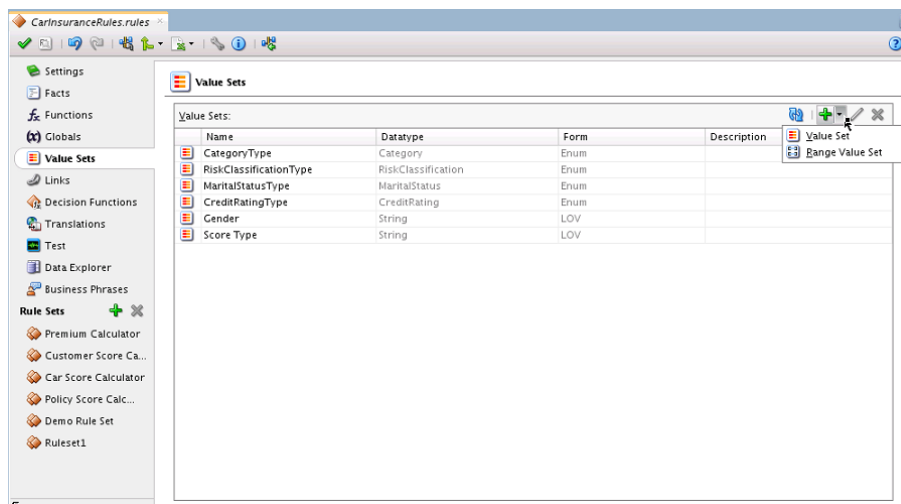 CarInsuranceRules.rules
Settings
Facts
Functions
Globals
Value Sets
Links
Decision Functions
Translations
Test
Data Explorer
Business Phrases
Rule Sets
Premium Calculator
Customer Score Ca...
Car Score Calculator
Policy Score Calc...
Demo Rule Set
Ruleset1
Value Sets
Value Sets:
Name Datatype Form Description
CategoryType Category Enum
RiskClassificationType RiskClassification Enum
MaritalStatusType MaritalStatus Enum
CreditRatingType CreditRating Enum
Gender String LOV
Score Type String LOV
Value Set
Range Value Set